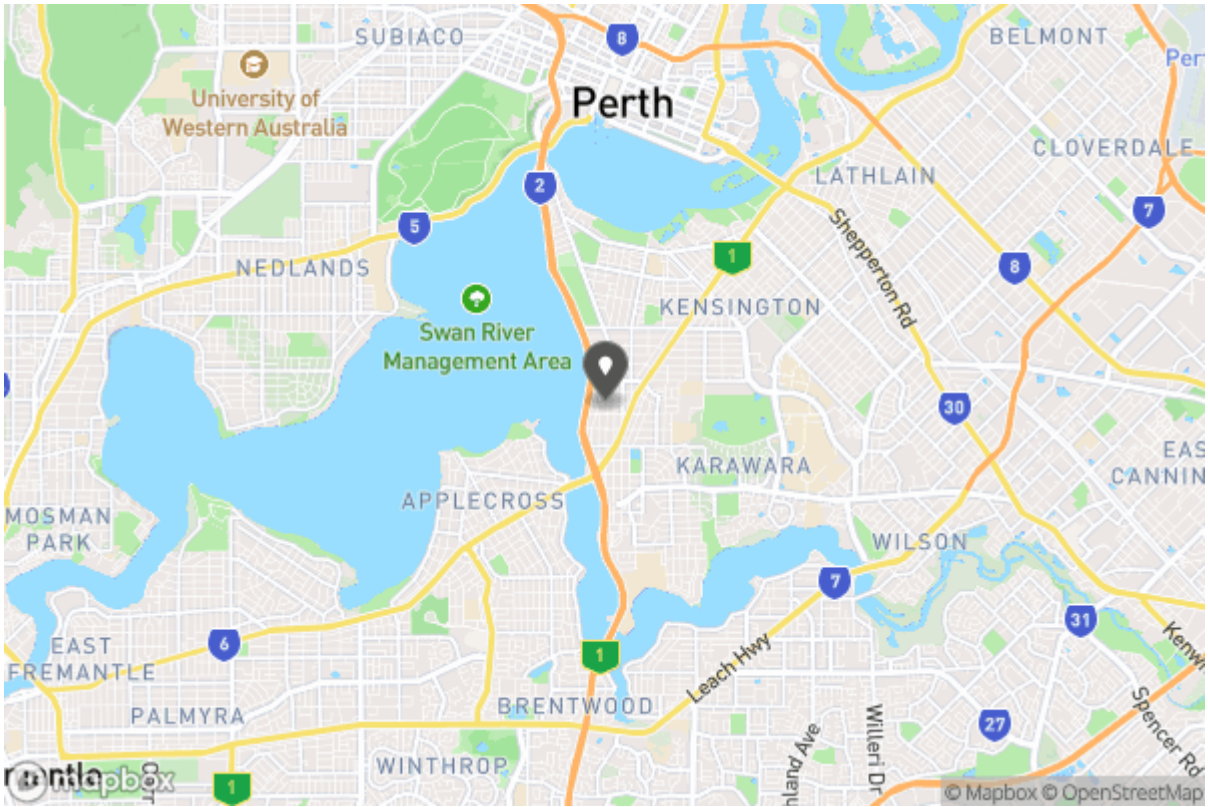 SUBIACO
8
BELMONT
University of
Western Australia
Perth
CLOVERDALE
LATHLAIN
2
7
5
Shepperton Rd
1
8
NEDLANDS
KENSINGTON
Swan River
Management Area
30
KARAWARA
APPLECROSS
MOSMAN
PARK
WILSON
7
31
6
EAST
FREMANTLE
1
Leach Hwy
BRENTWOOD
PALMYRA
Willeri Dr
Spencer Rd
27
WINTHROP
mapbox
1
© Mapbox © OpenStreetMap